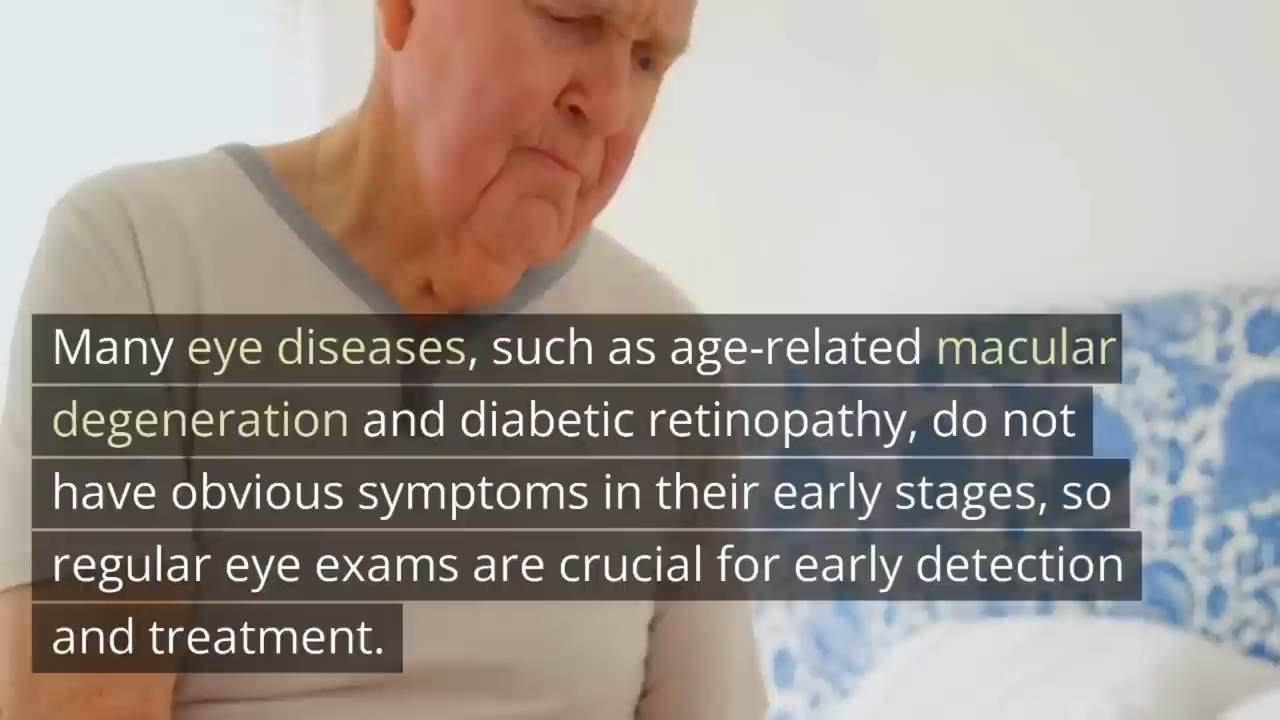 Many eye diseases, such as age-related macular
degeneration and diabetic retinopathy, do not
have obvious symptoms in their early stages, so
regular eye exams are crucial for early detection
and treatment.